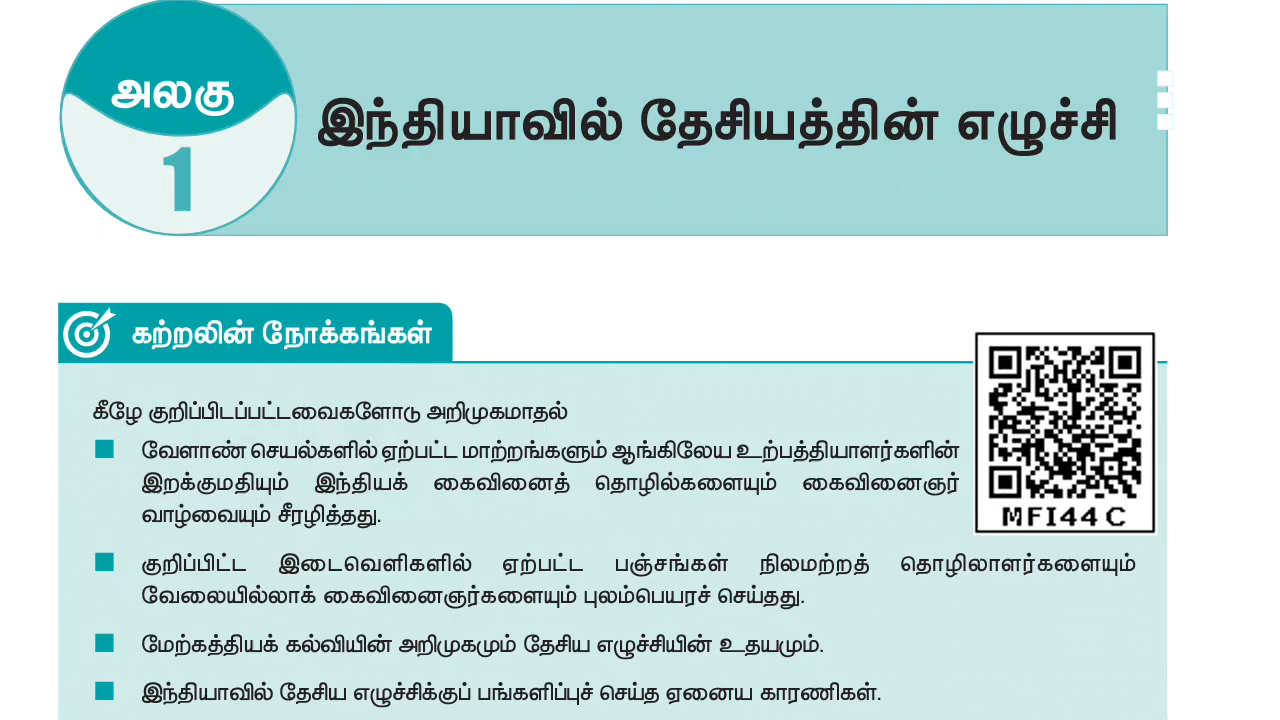 அலகு
1
இந்தியாவில் தேசியத்தின் எழுச்சி
கற்றலின் நோக்கங்கள்
கீழே குறிப்பிடப்பட்டவைகளோடு அறிமுகமாதல்
வேளாண் செயல்களில் ஏற்பட்ட மாற்றங்களும் ஆங்கிலேய உற்பத்தியாளர்களின்
இறக்குமதியும் இந்தியக் கைவினைத் தொழில்களையும் கைவினைஞர்
வாழ்வையும் சீரழித்தது.
MFI44C
குறிப்பிட்ட இடைவெளிகளில் ஏற்பட்ட பஞ்சங்கள் நிலமற்றத் தொழிலாளர்களையும்
வேலையில்லாக் கைவினைஞர்களையும் புலம்பெயரச் செய்தது.
மேற்கத்தியக் கல்வியின் அறிமுகமும் தேசிய எழுச்சியின் உதயமும்.
இந்தியாவில் தேசிய எழுச்சிக்குப் பங்களிப்புச் செய்த ஏனைய காரணிகள்.